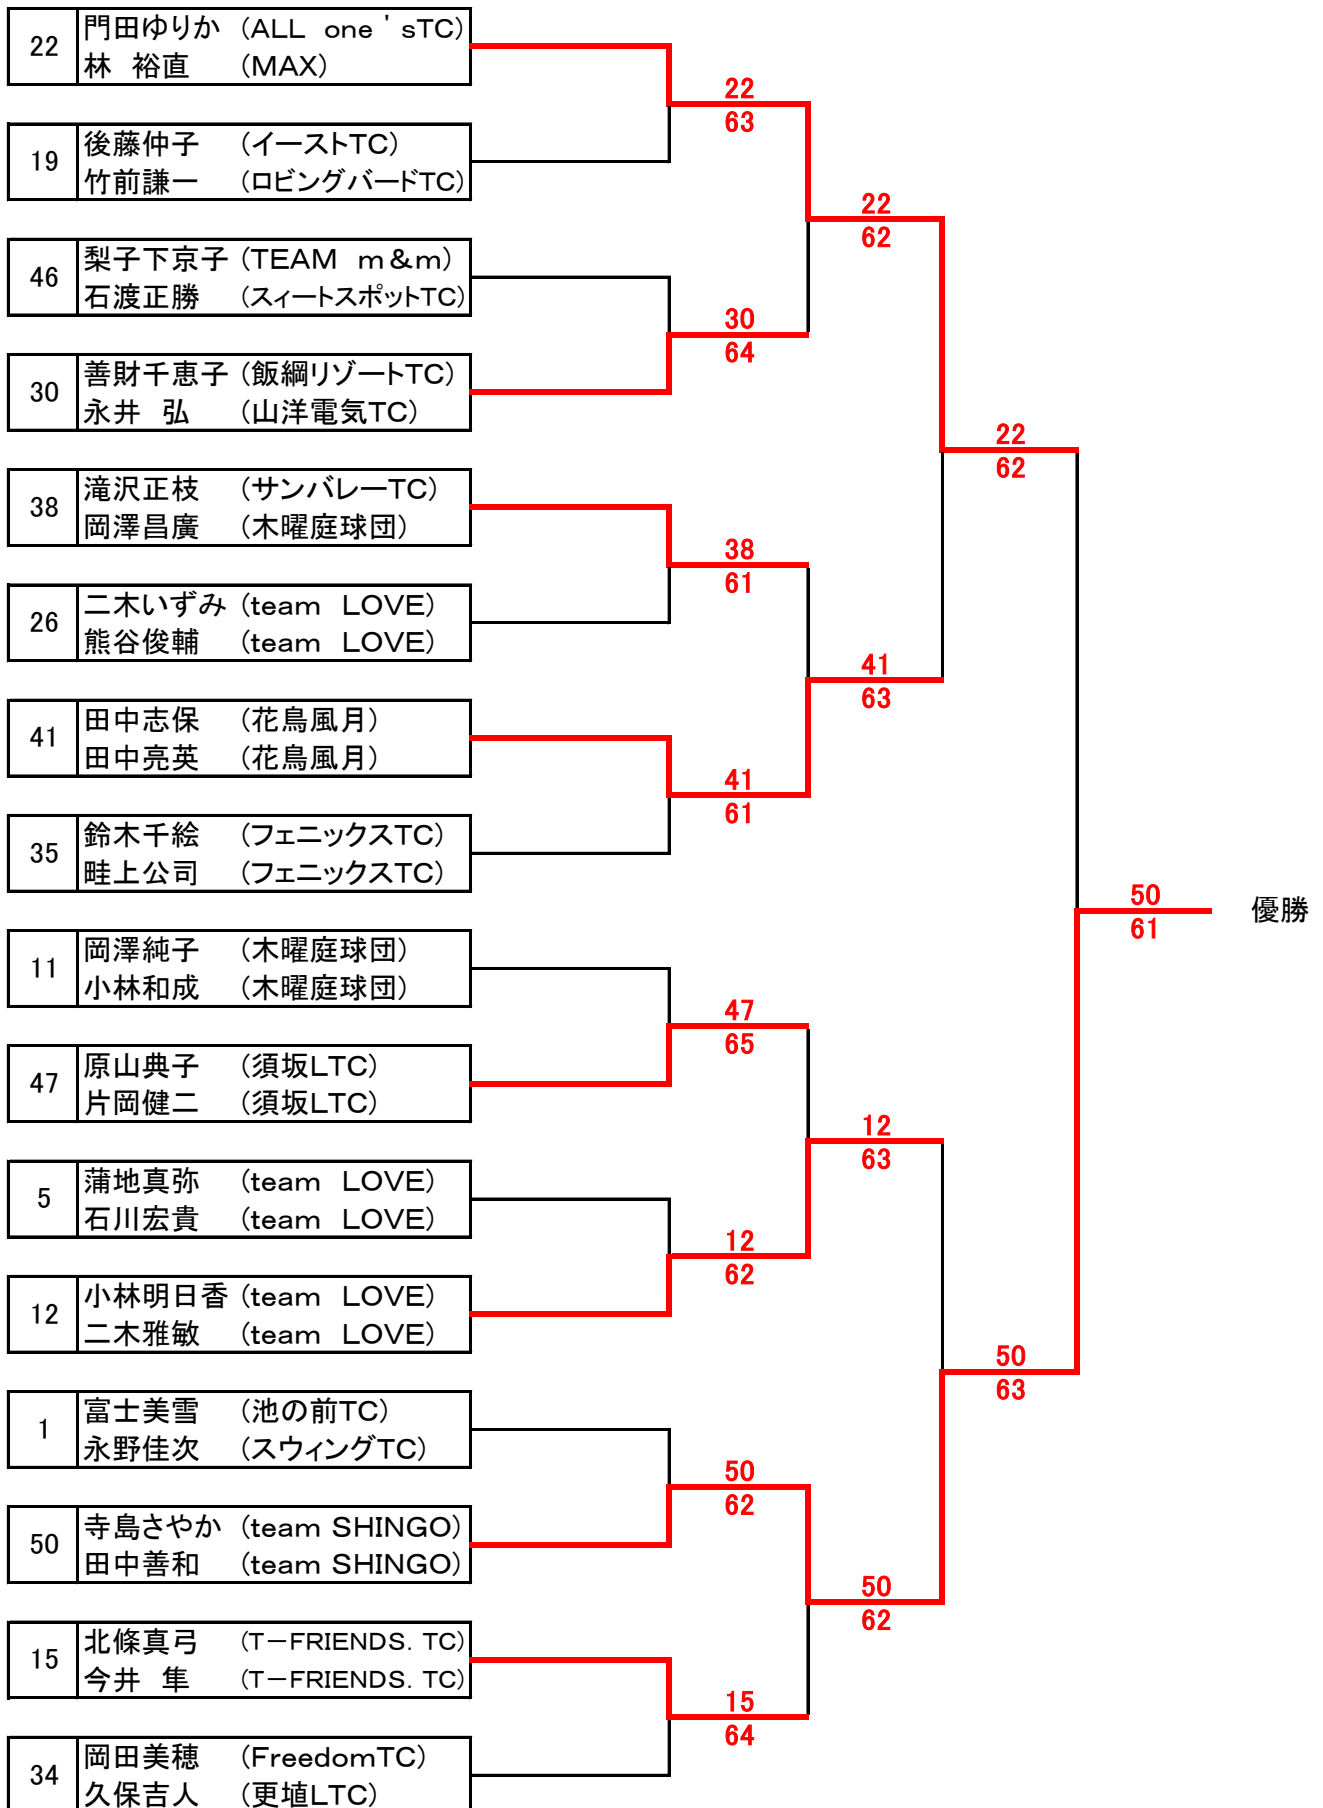 22
門田ゆりか (ALL one'sTC)
林 裕直 (MAX)
19
後藤仲子 (イーストTC)
竹前謙一 (ロビングバードTC)
46
梨子下京子 (TEAM m&m)
石渡正勝 (スィートスポットTC)
30
善財千恵子 (飯綱リゾートTC)
永井 弘 (山洋電気TC)
38
滝沢正枝 (サンバレーTC)
岡澤昌廣 (木曜庭球団)
26
二木いずみ (team LOVE)
熊谷俊輔 (team LOVE)
41
田中志保 (花鳥風月)
田中亮英 (花鳥風月)
35
鈴木千絵 (フェニックスTC)
畦上公司 (フェニックスTC)
11
岡澤純子 (木曜庭球団)
小林和成 (木曜庭球団)
47
原山典子 (須坂LTC)
片岡健二 (須坂LTC)
5
蒲地真弥 (team LOVE)
石川宏貴 (team LOVE)
12
小林明日香 (team LOVE)
二木雅敏 (team LOVE)
1
富士美雪 (池の前TC)
永野佳次 (スウィングTC)
50
寺島さやか (team SHINGO)
田中善和 (team SHINGO)
15
北條真弓 (T-FRIENDS. TC)
今井 隼 (T-FRIENDS. TC)
34
岡田美穂 (FreedomTC)
久保吉人 (更埴LTC)
22
63
30
64
38
61
41
61
47
65
12
62
50
62
15
64
22
62
41
63
12
63
50
62
22
62
50
63
50
61
優勝